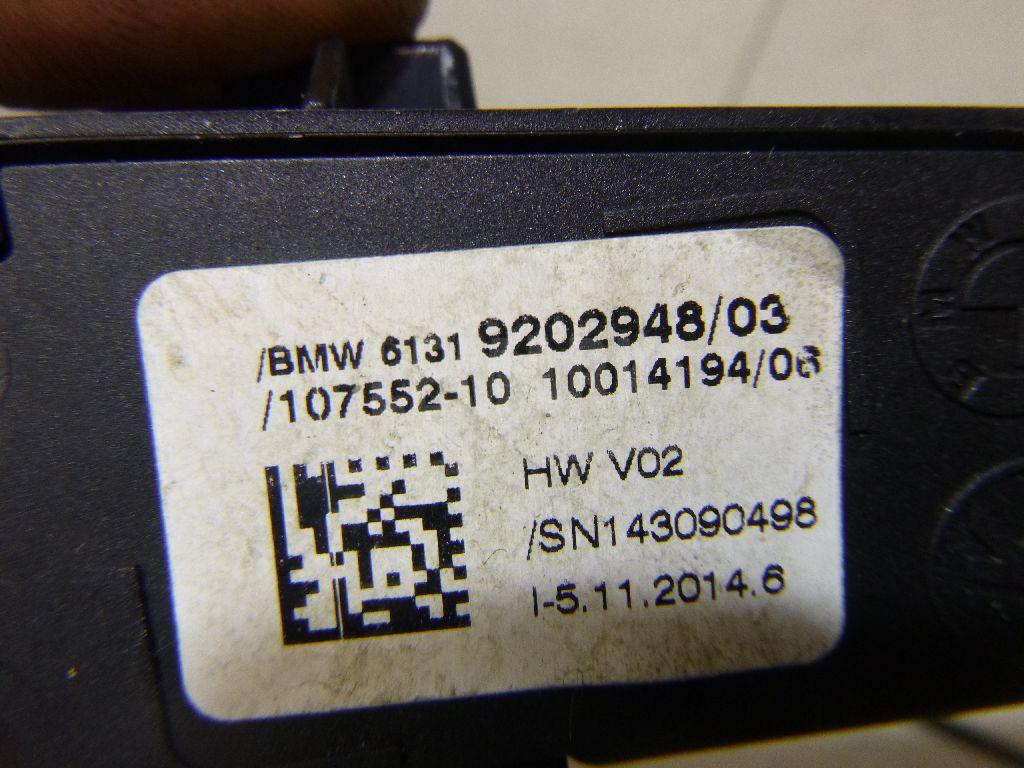 /BMW 6131 9202948/03
/107552-10 10014194/06
HW V02
/SN143090498
I-5.11.2014.6